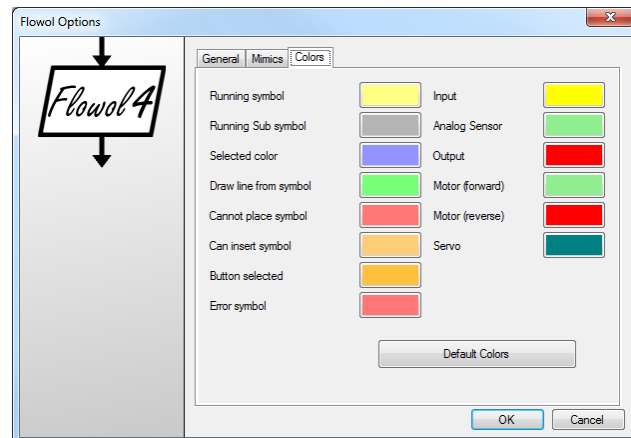 Flowol Options
Flowol 4
General Mimics Colors
Running symbol Input
Running Sub symbol Analog Sensor
Selected color Output
Draw line from symbol Motor (forward)
Cannot place symbol Motor (reverse)
Can insert symbol Servo
Button selected
Error symbol
Default Colors
OK Cancel